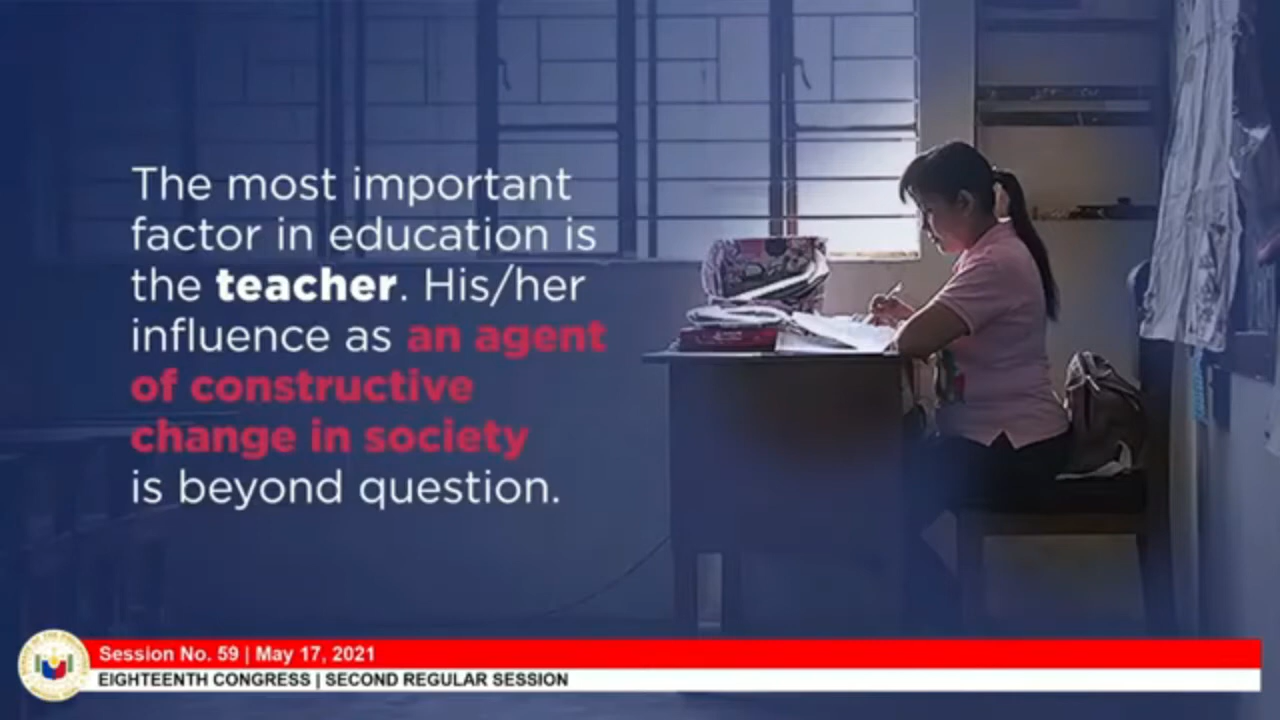 The most important
factor in education is
the teacher. His/her
influence as an agent
of constructive
change in society
is beyond question.
Session No. 59 | May 17, 2021
EIGHTEENTH CONGRESS | SECOND REGULAR SESSION